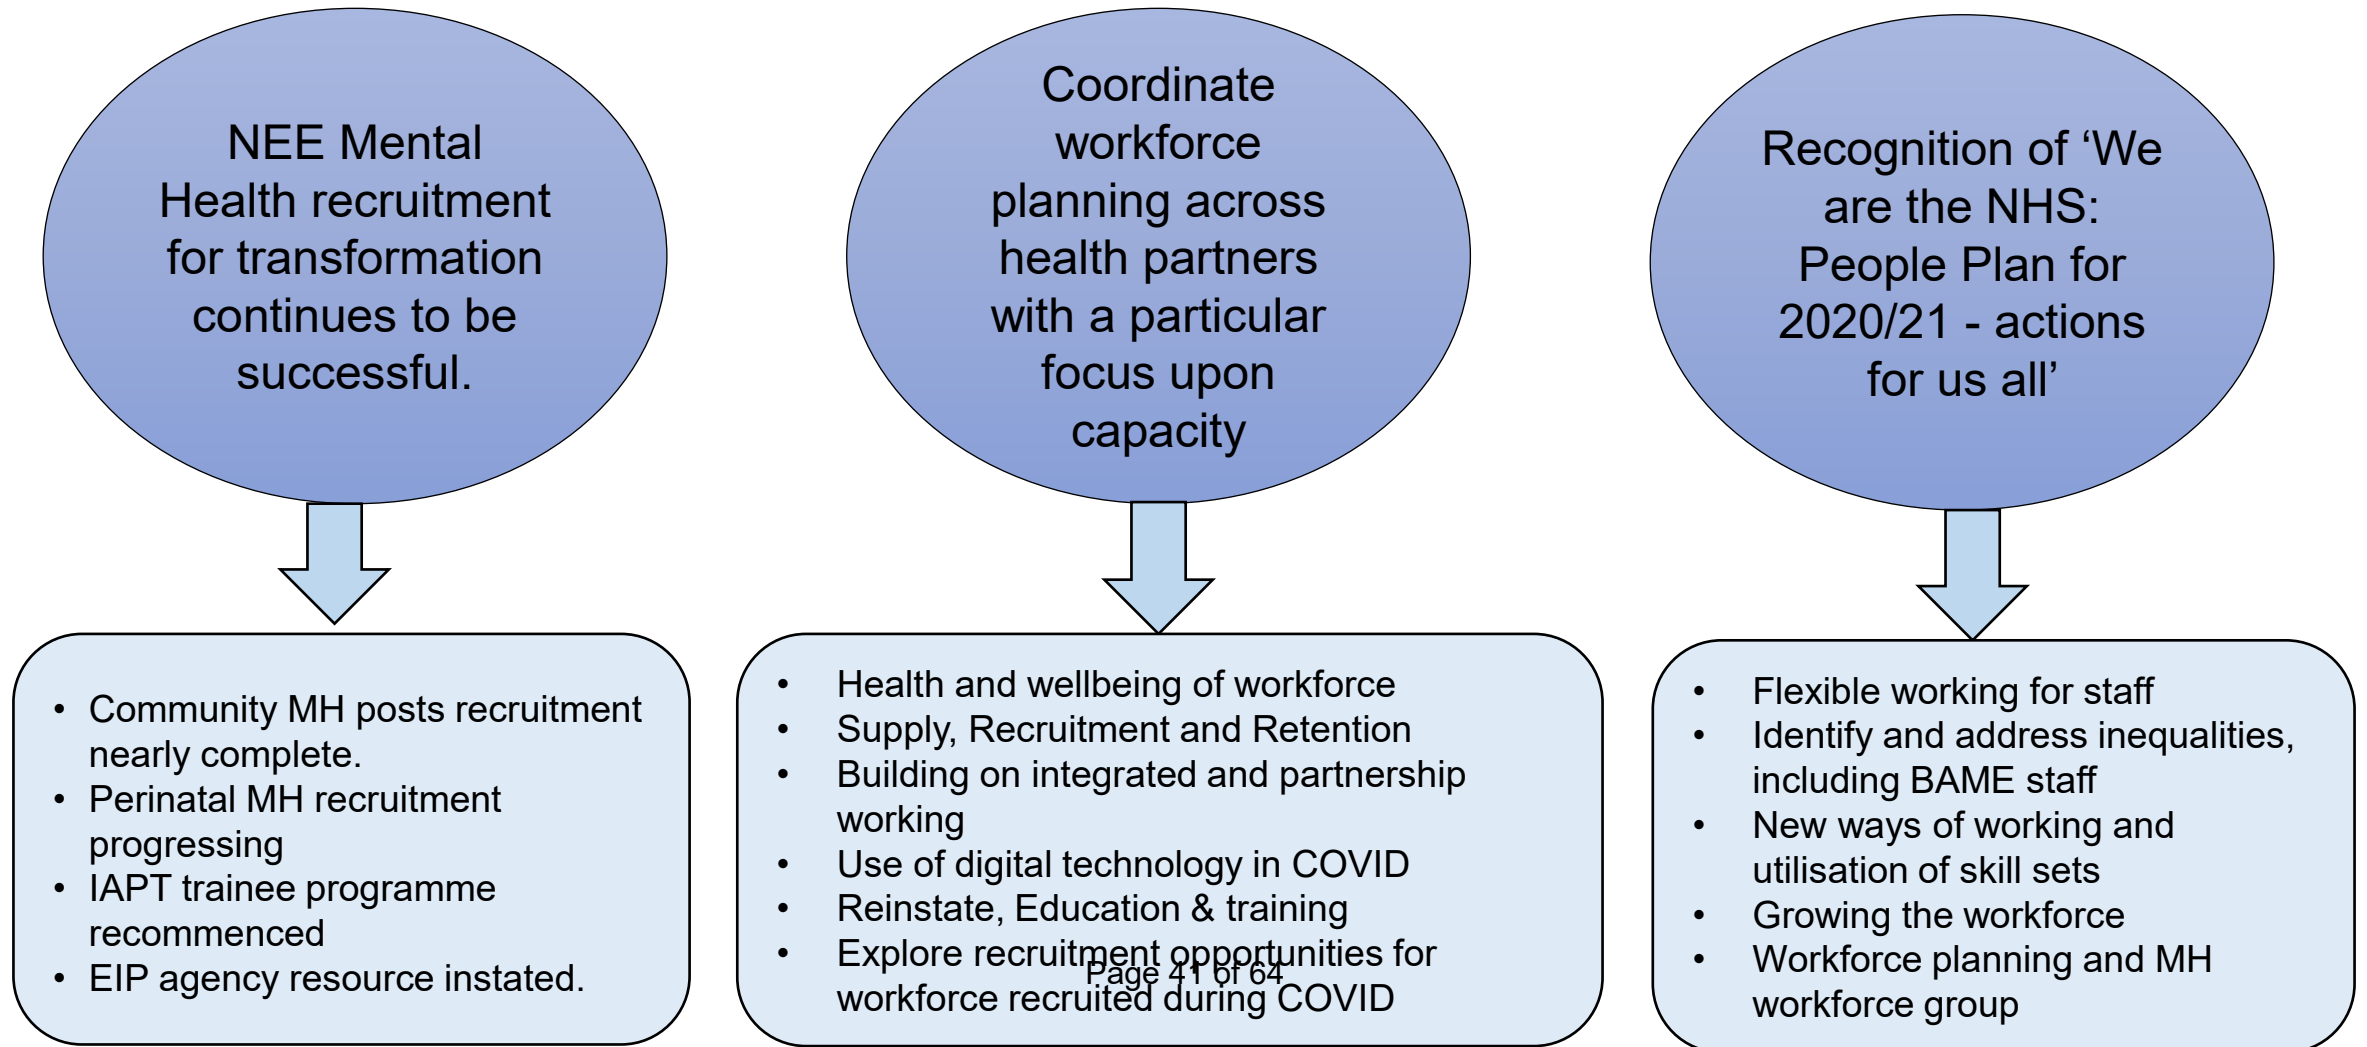 NEE Mental
Health recruitment
for transformation
continues to be
successful.
Coordinate
workforce
planning across
health partners
with a particular
focus upon
capacity
Recognition of ‘We
are the NHS:
People Plan for
2020/21 - actions
for us all’
• Community MH posts recruitment
nearly complete.
• Perinatal MH recruitment
progressing
• IAPT trainee programme
recommenced
• EIP agency resource instated.
• Health and wellbeing of workforce
• Supply, Recruitment and Retention
• Building on integrated and partnership
working
• Use of digital technology in COVID
• Reinstate, Education & training
• Explore recruitment opportunities for
workforce recruited during COVID
Page 41 of 64
• Flexible working for staff
• Identify and address inequalities,
including BAME staff
• New ways of working and
utilisation of skill sets
• Growing the workforce
• Workforce planning and MH
workforce group